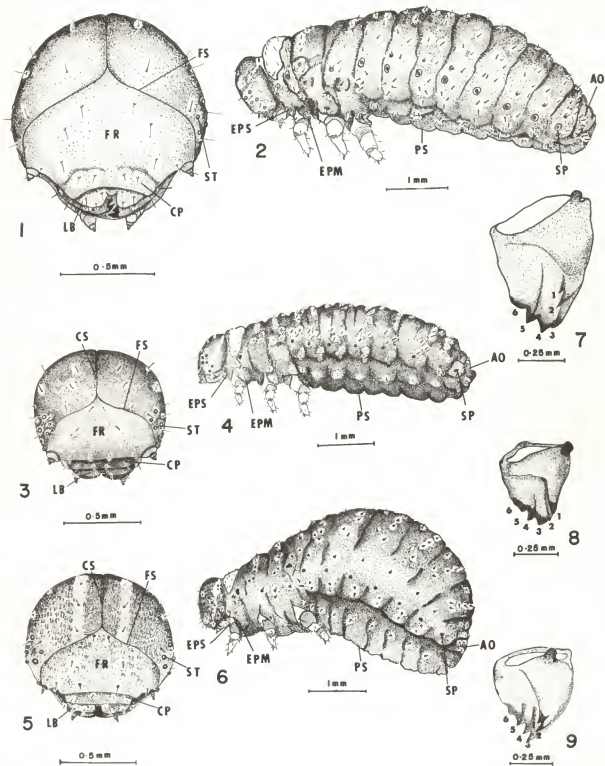 FS
FR
ST
CP
LB
1
0·5mm
AO
EPS
PS
SP
EPM
2
1mm
7
1
2
3
4
5
6
0·25mm
CS
FS
FR
ST
CP
LB
3
0·5mm
AO
EPS
PS
SP
EPM
4
1mm
8
1
2
3
4
5
6
0·25mm
CS
FS
FR
ST
CP
LB
5
0·5mm
AO
EPS
PS
SP
EPM
6
1mm
9
1
2
3
4
5
6
0·25mm